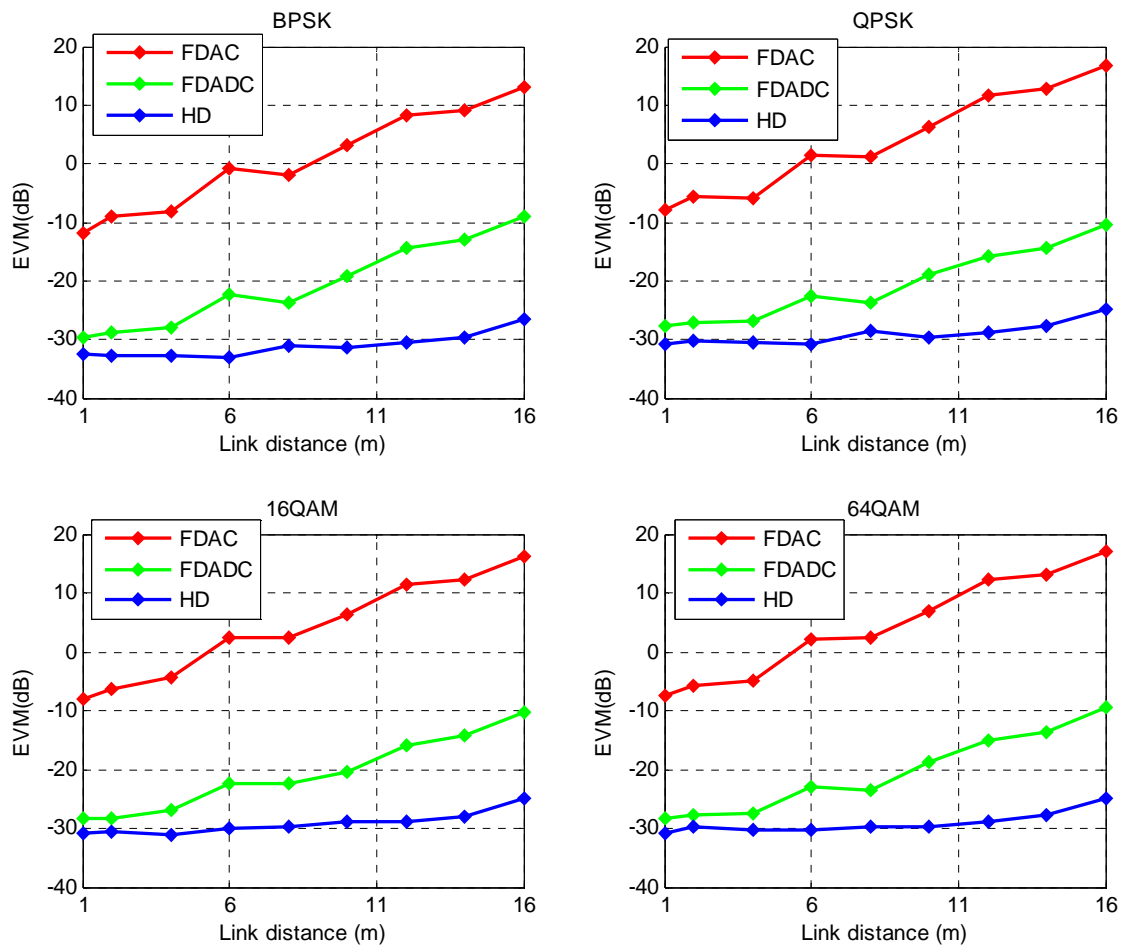 BPSK
20
10
0
-10
-20
-30
-40
EVM(dB)
FDAC
FDADC
HD
1
6
11
16
Link distance (m)
QPSK
20
10
0
-10
-20
-30
-40
EVM(dB)
FDAC
FDADC
HD
1
6
11
16
Link distance (m)
16QAM
20
10
0
-10
-20
-30
-40
EVM(dB)
FDAC
FDADC
HD
1
6
11
16
Link distance (m)
64QAM
20
10
0
-10
-20
-30
-40
EVM(dB)
FDAC
FDADC
HD
1
6
11
16
Link distance (m)